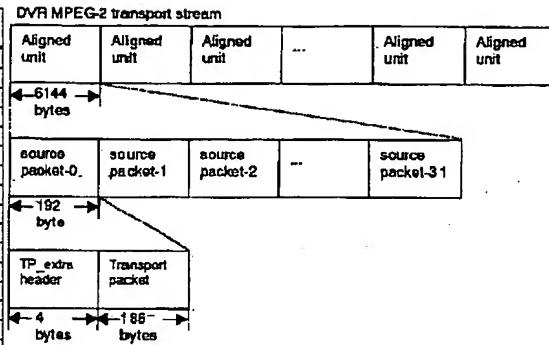 DVR MPEG-2 transport stream
Aligned unit
Aligned unit
Aligned unit
...
Aligned unit
Aligned unit
6144 bytes
source packet-0
source packet-1
source packet-2
...
source packet-31
192 byte
TP_extra header
Transport packet
4 bytes
188 bytes